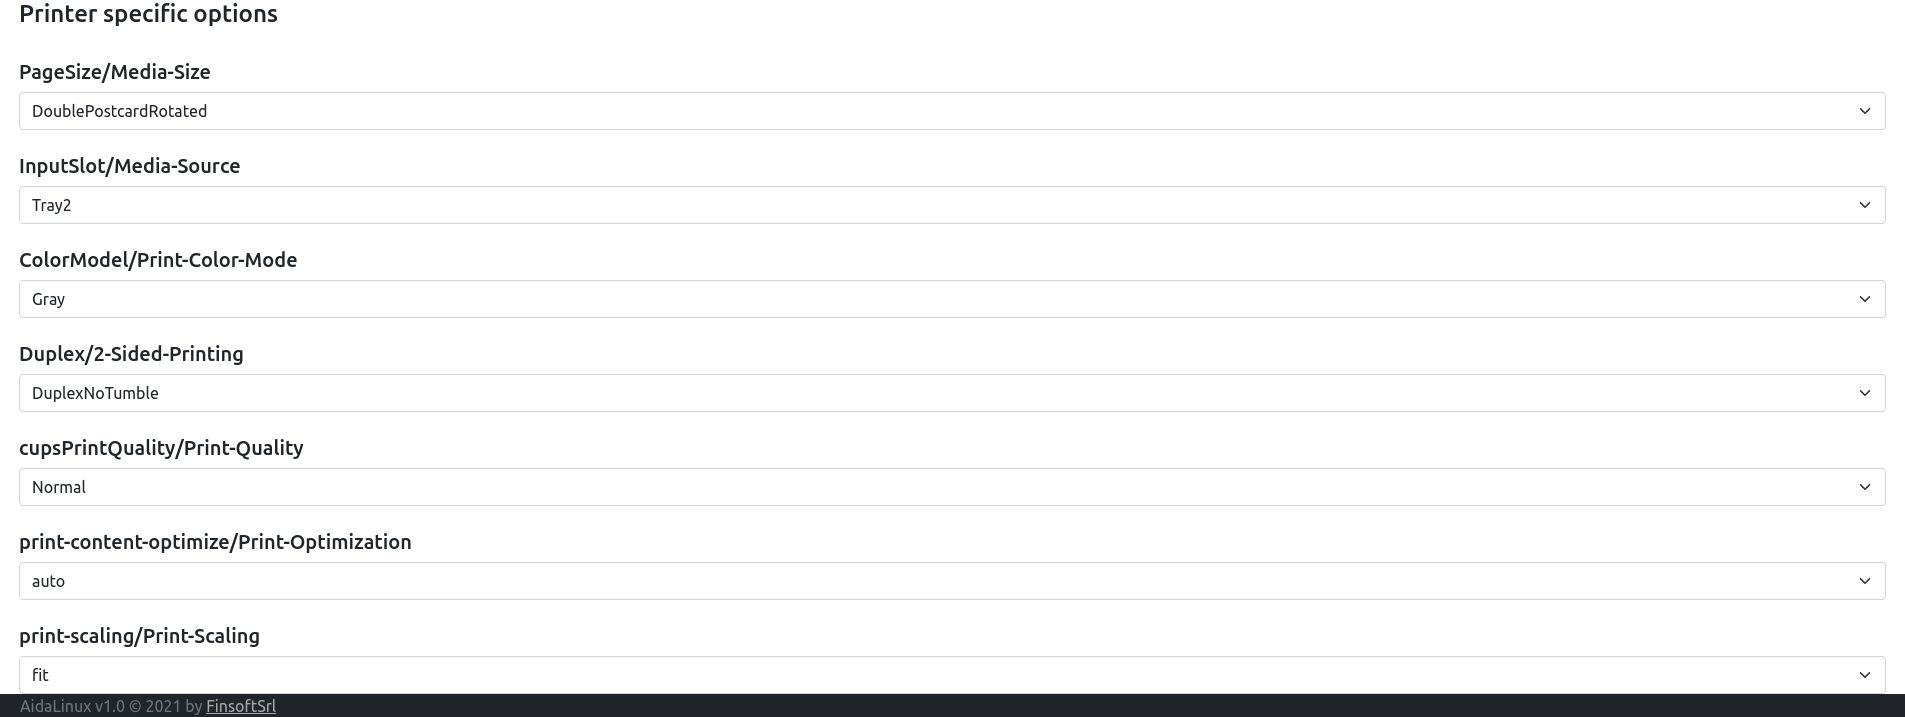 Printer specific options
PageSize/Media-Size
DoublePostcardRotated
InputSlot/Media-Source
Tray2
ColorModel/Print-Color-Mode
Gray
Duplex/2-Sided-Printing
DuplexNoTumble
cupsPrintQuality/Print-Quality
Normal
print-content-optimize/Print-Optimization
auto
print-scaling/Print-Scaling
fit
AidaLinux v1.0 © 2021 by FinsoftSrl